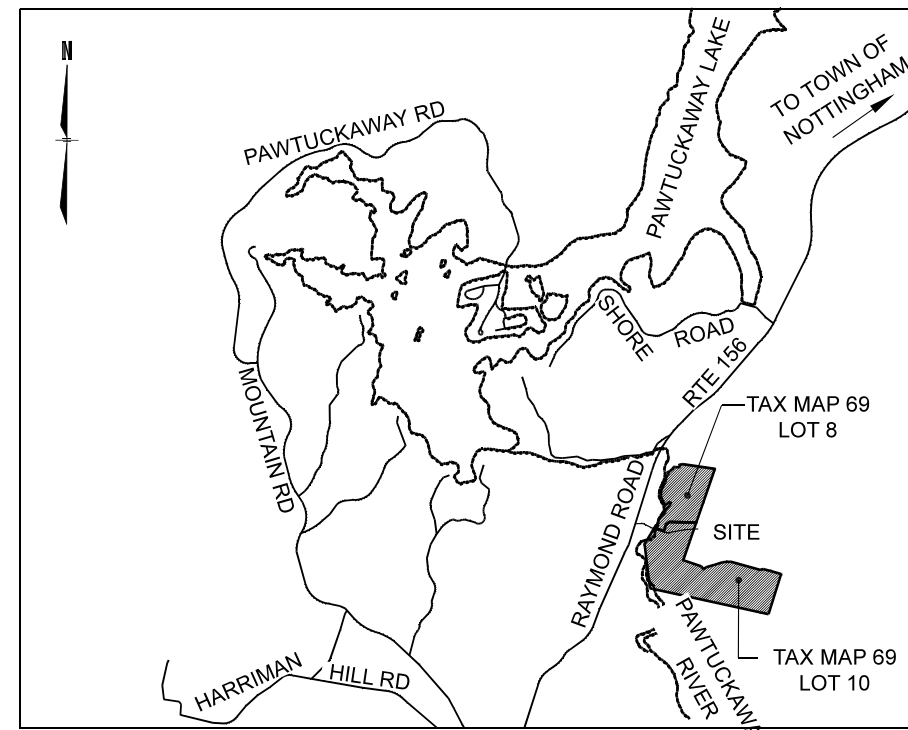 N
PAWTUCKAWAY RD
PAWTUCKAWAY LAKE
TO TOWN OF
NOTTINGHAM
SHORE
ROAD
RTE 156
MOUNTAIN RD
TAX MAP 69
LOT 8
RAYMOND ROAD
SITE
PAWTUCKAWA
RIVER
HARRIMAN
HILL RD
TAX MAP 69
LOT 10